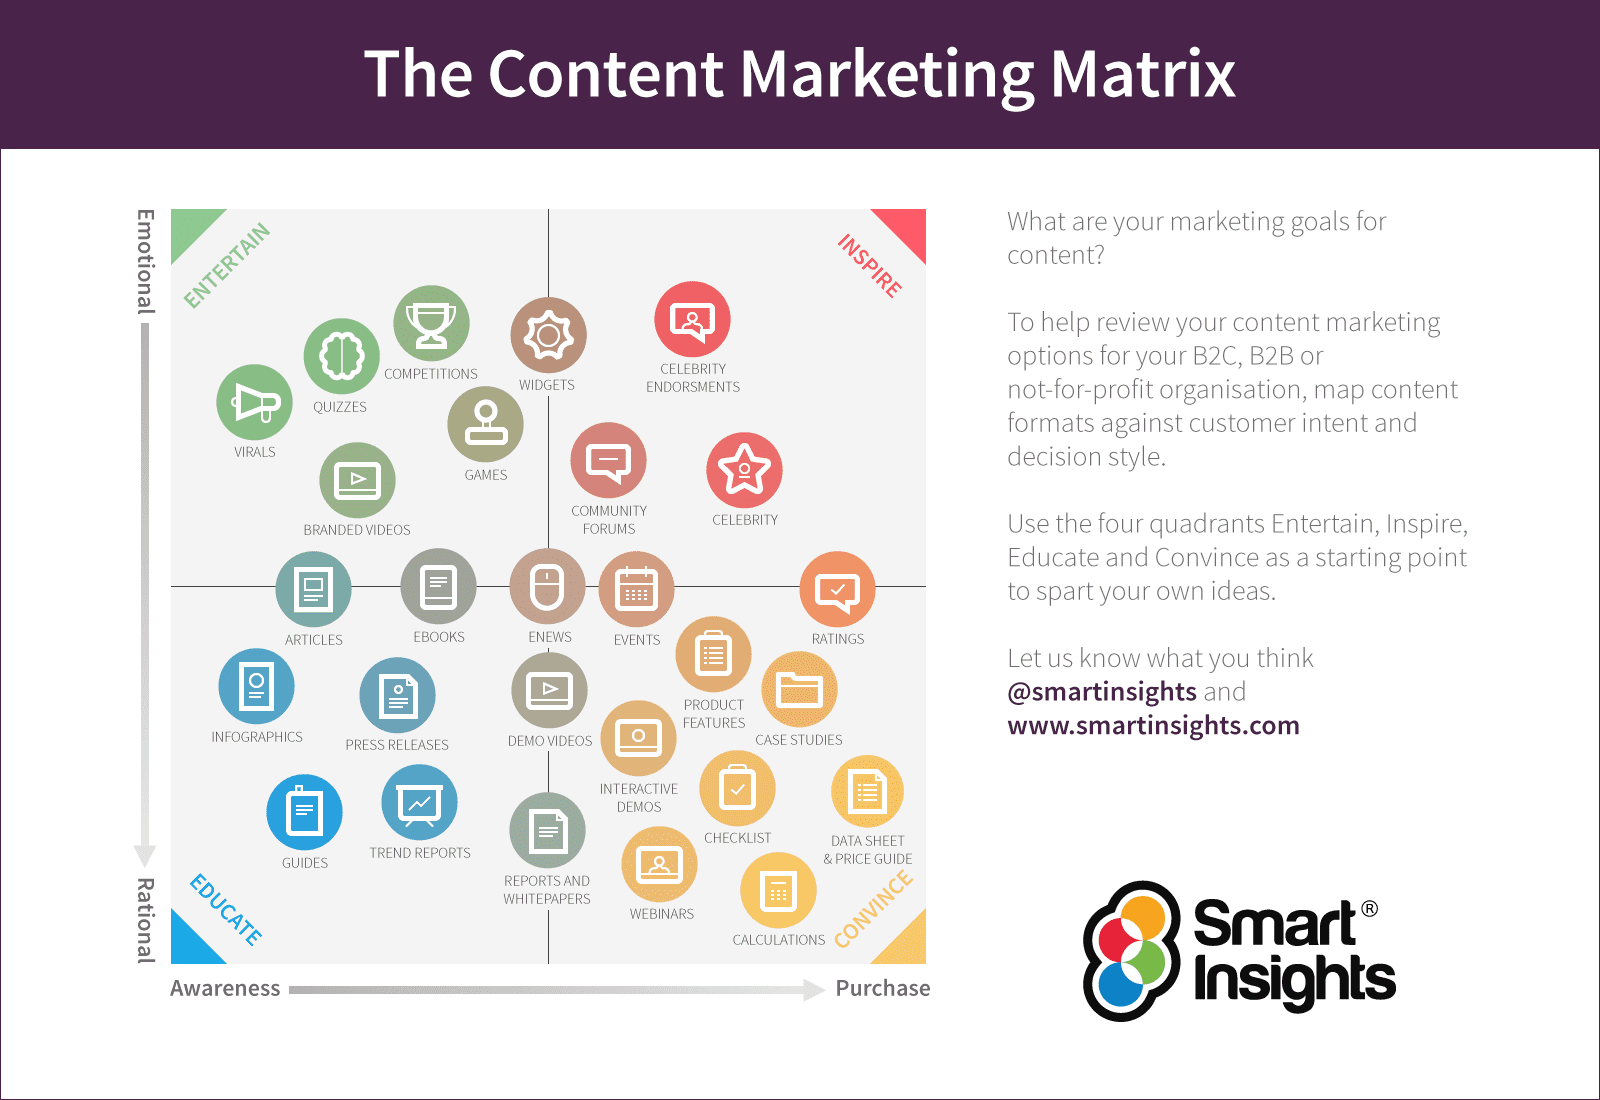 The Content Marketing Matrix
Emotional
Rational
Awareness
Purchase
ENTERTAIN
INSPIRE
EDUCATE
CONVINCE
COMPETITIONS
QUIZZES
VIRALS
GAMES
BRANDED VIDEOS
WIDGETS
CELEBRITY
ENDORSMENTS
COMMUNITY
FORUMS
CELEBRITY
ARTICLES
EBOOKS
ENEWS
EVENTS
RATINGS
INFOGRAPHICS
PRESS RELEASES
DEMO VIDEOS
PRODUCT
FEATURES
CASE STUDIES
INTERACTIVE
DEMOS
GUIDES
TREND REPORTS
REPORTS AND
WHITEPAPERS
CHECKLIST
DATA SHEET
& PRICE GUIDE
WEBINARS
CALCULATIONS
What are your marketing goals for
content?
To help review your content marketing
options for your B2C, B2B or
not-for-profit organisation, map content
formats against customer intent and
decision style.
Use the four quadrants Entertain, Inspire,
Educate and Convince as a starting point
to spart your own ideas.
Let us know what you think
@smartinsights and
www.smartinsights.com
Smart ®
Insights